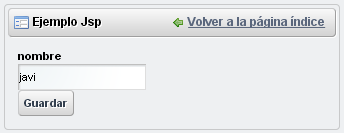 Ejemplo Jsp Volver a la página índice
nombre
javi
Guardar